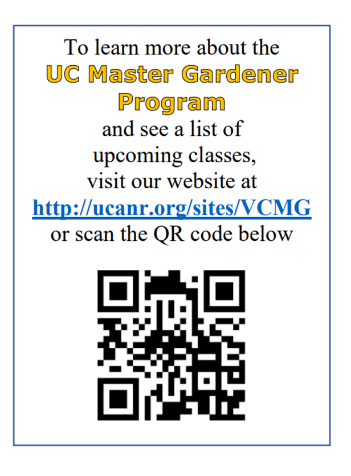 To learn more about the
UC Master Gardener
Program
and see a list of
upcoming classes,
visit our website at
http://ucanr.org/sites/VCMG
or scan the QR code below